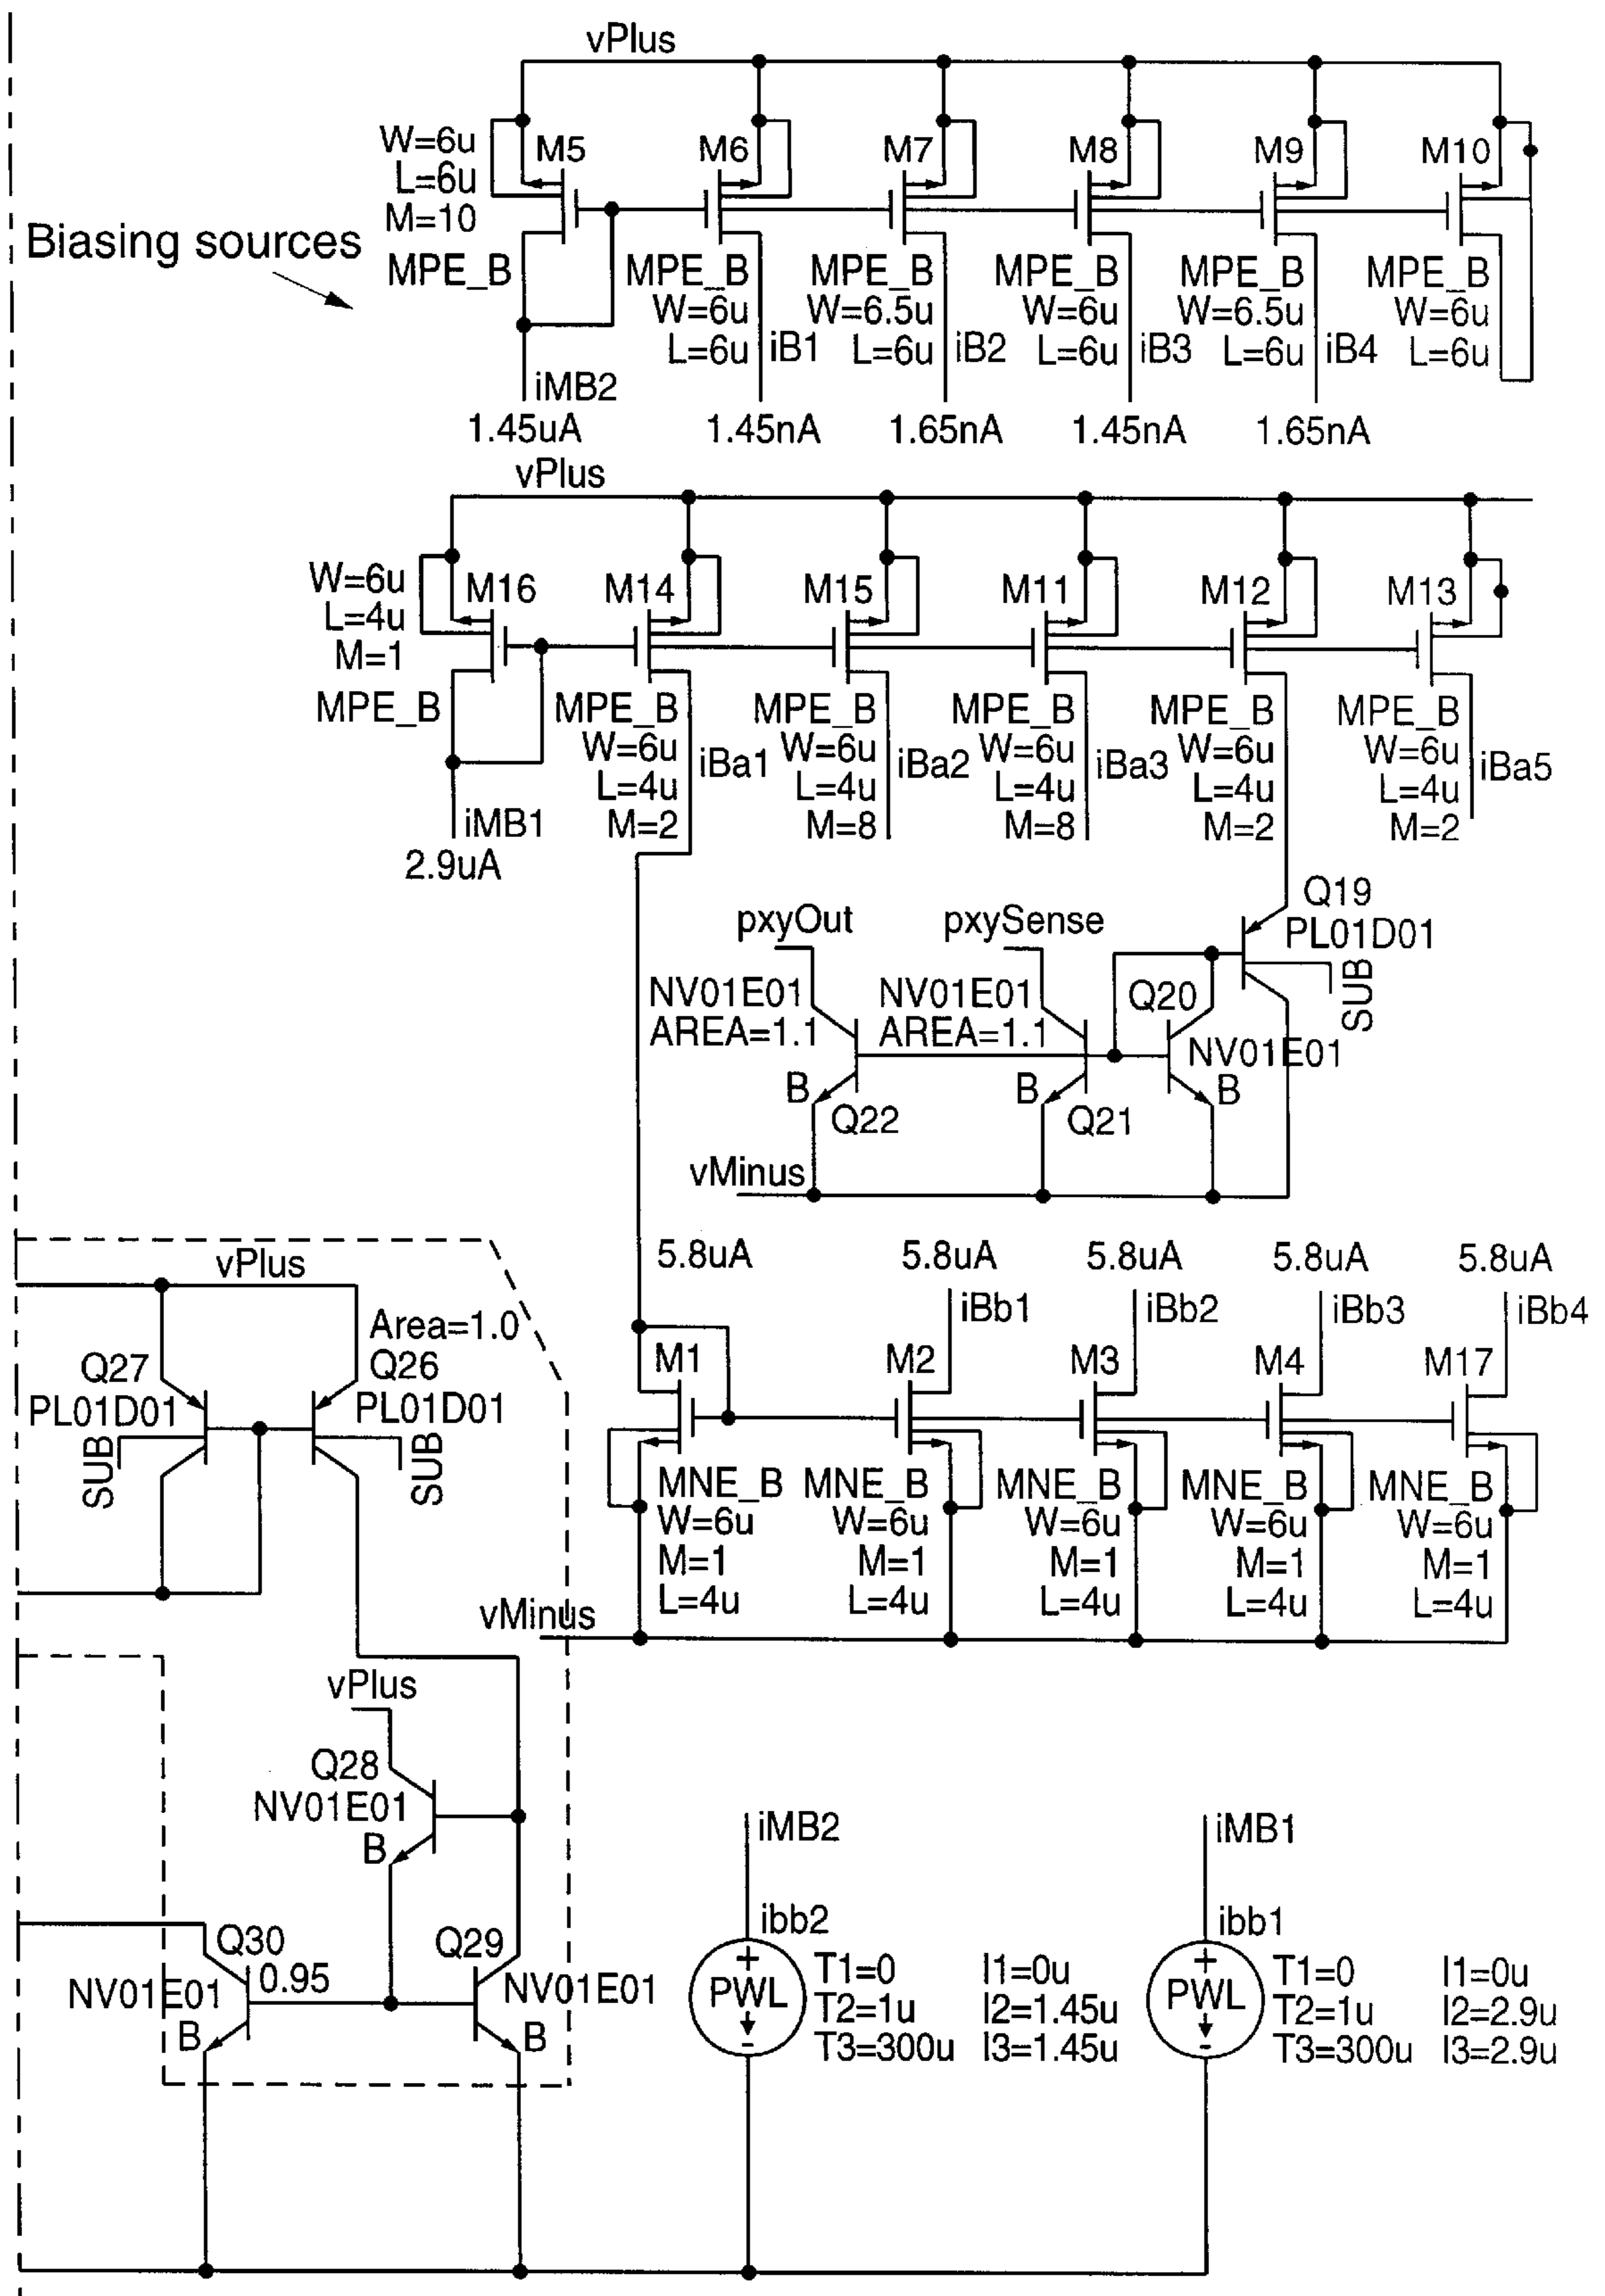 vPlus
W=6u
L=6u
M=10
M5
MPE_B
M6
MPE_B
W=6u
L=6u
M7
MPE_B
W=6.5u
L=6u
M8
MPE_B
W=6u
L=6u
M9
MPE_B
W=6.5u
L=6u
M10
MPE_B
W=6u
L=6u
Biasing sources
iMB2
1.45uA
iB1
1.45nA
iB2
1.65nA
iB3
1.45nA
iB4
1.65nA
vPlus
W=6u
L=4u
M=1
M16
MPE_B
iMB1
2.9uA
M14
MPE_B
W=6u
L=4u
M=2
iBa1
M15
MPE_B
W=6u
L=4u
M=8
iBa2
M11
MPE_B
W=6u
L=4u
M=8
iBa3
M12
MPE_B
W=6u
L=4u
M=2
M13
MPE_B
W=6u
L=4u
M=2
iBa5
pxyOut
NV01E01
AREA=1.1
B
Q22
pxySense
NV01E01
AREA=1.1
B
Q21
Q20
NV01E01
B
Q19
PL01D01
SUB
vMinus
vPlus
Q27
PL01D01
SUB
Area=1.0
Q26
PL01D01
SUB
5.8uA
M1
MNE_B
W=6u
M=1
L=4u
5.8uA
iBb1
M2
MNE_B
W=6u
M=1
L=4u
5.8uA
iBb2
M3
MNE_B
W=6u
M=1
L=4u
5.8uA
iBb3
M4
MNE_B
W=6u
M=1
L=4u
5.8uA
iBb4
M17
MNE_B
W=6u
M=1
L=4u
vMinus
vPlus
Q28
NV01E01
B
Q30
0.95
NV01E01
B
Q29
NV01E01
B
iMB2
ibb2
+
PWL
-
T1=0 I1=0u
T2=1u I2=1.45u
T3=300u I3=1.45u
iMB1
ibb1
+
PWL
-
T1=0 I1=0u
T2=1u I2=2.9u
T3=300u I3=2.9u